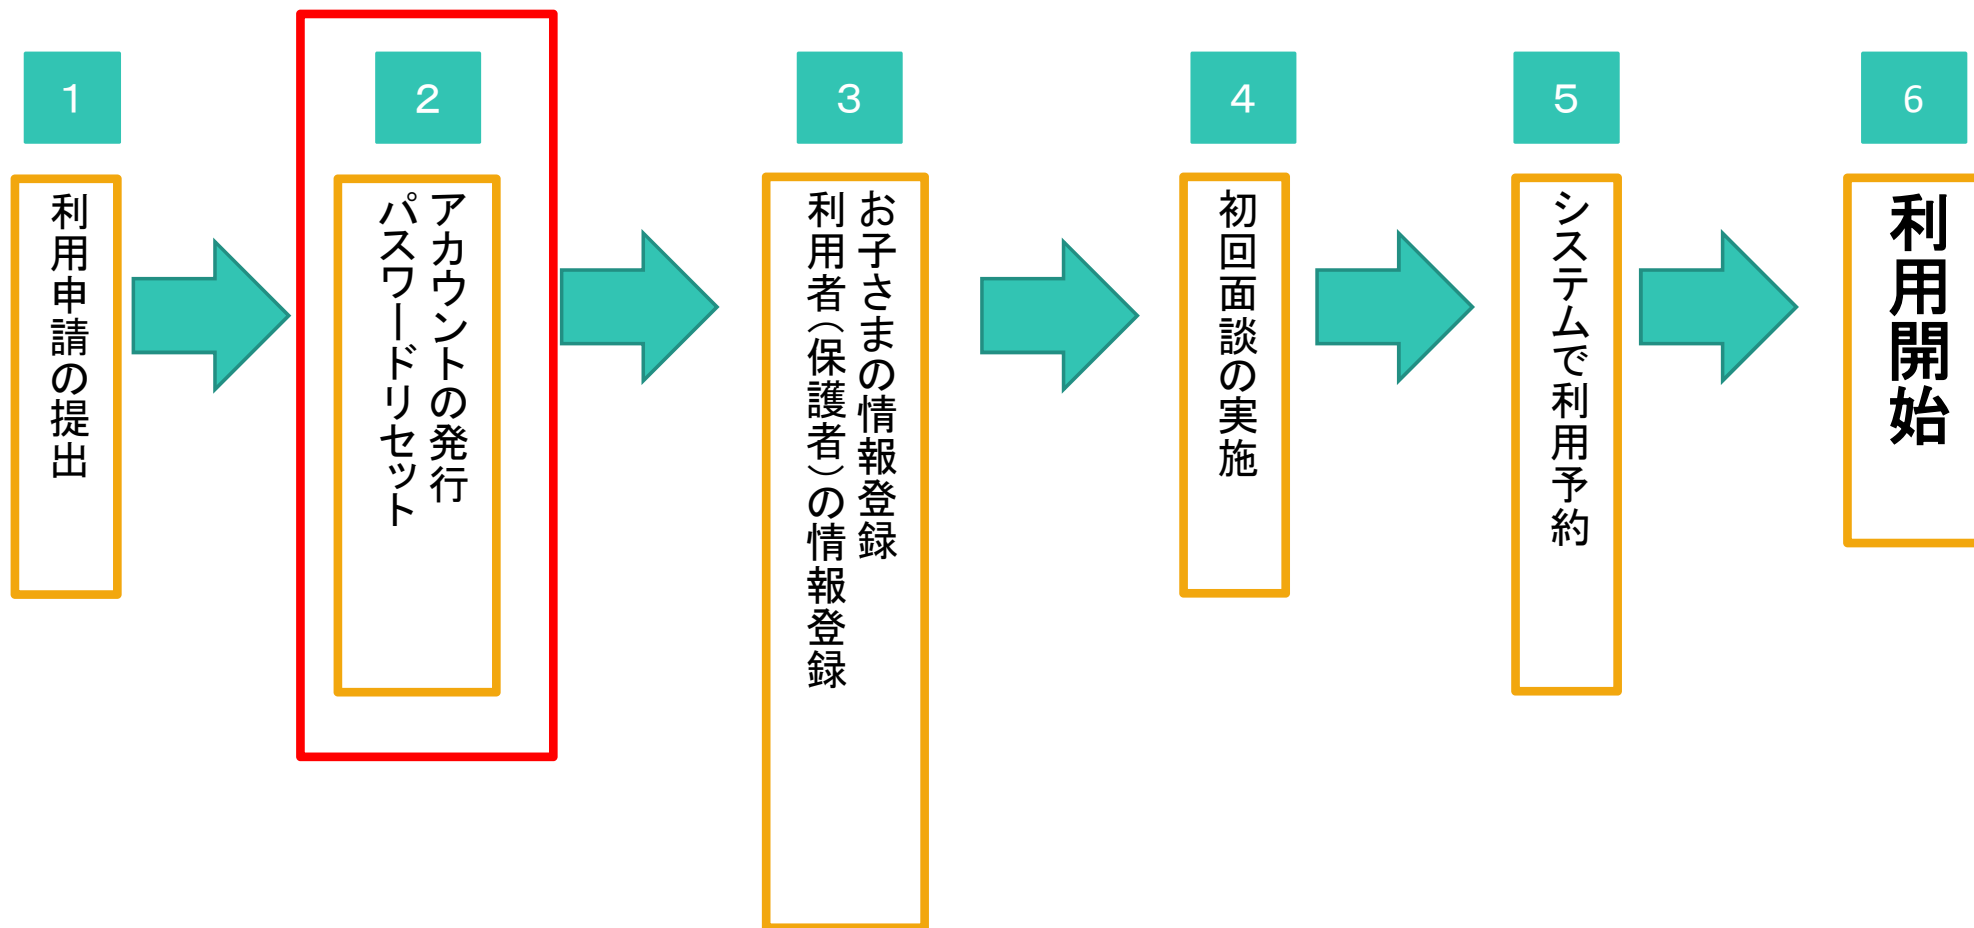 1
利用申請の提出
2
アカウントの発行
パスワードリセット
3
お子さまの情報登録
利用者（保護者）の情報登録
4
初回面談の実施
5
システムで利用予約
6
利用開始